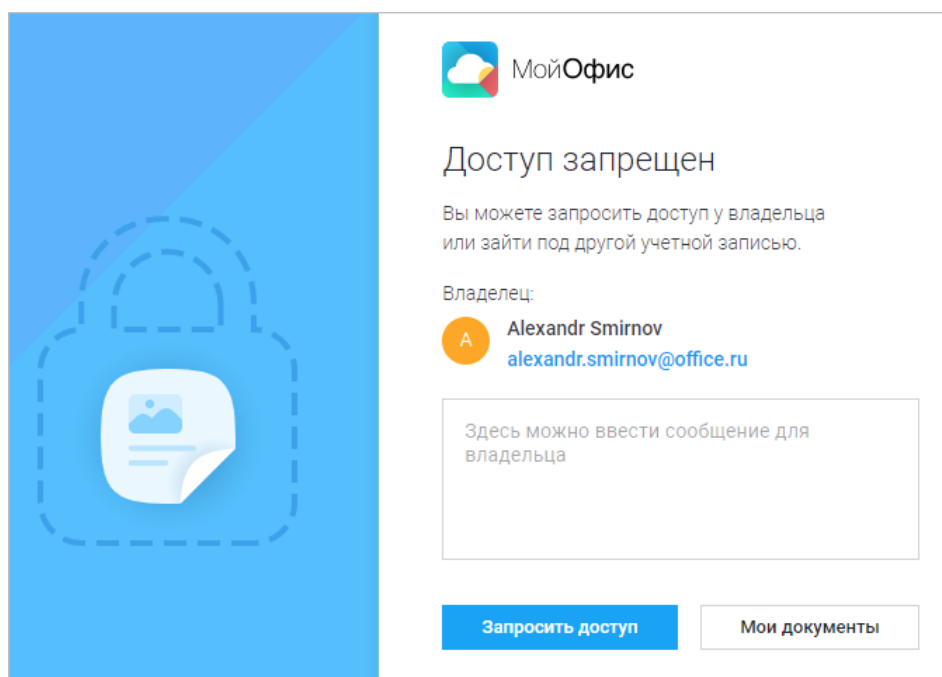 МойОфис
Доступ запрещен
Вы можете запросить доступ у владельца
или зайти под другой учетной записью.
Владелец:
A
Alexandr Smirnov
alexandr.smirnov@office.ru
Здесь можно ввести сообщение для
владельца
Запросить доступ
Мои документы